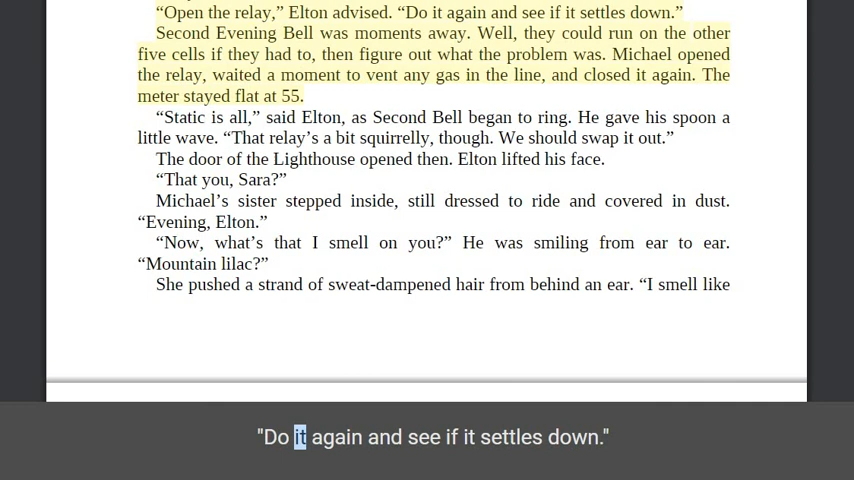 “Open the relay,” Elton advised. “Do it again and see if it settles down.”
Second Evening Bell was moments away. Well, they could run on the other
five cells if they had to, then figure out what the problem was. Michael opened
the relay, waited a moment to vent any gas in the line, and closed it again. The
meter stayed flat at 55.
“Static is all,” said Elton, as Second Bell began to ring. He gave his spoon a
little wave. “That relay’s a bit squirrelly, though. We should swap it out.”
The door of the Lighthouse opened then. Elton lifted his face.
“That you, Sara?”
Michael’s sister stepped inside, still dressed to ride and covered in dust.
“Evening, Elton.”
“Now, what’s that I smell on you?” He was smiling from ear to ear.
“Mountain lilac?”
She pushed a strand of sweat-dampened hair from behind an ear. “I smell like
"Do it again and see if it settles down."